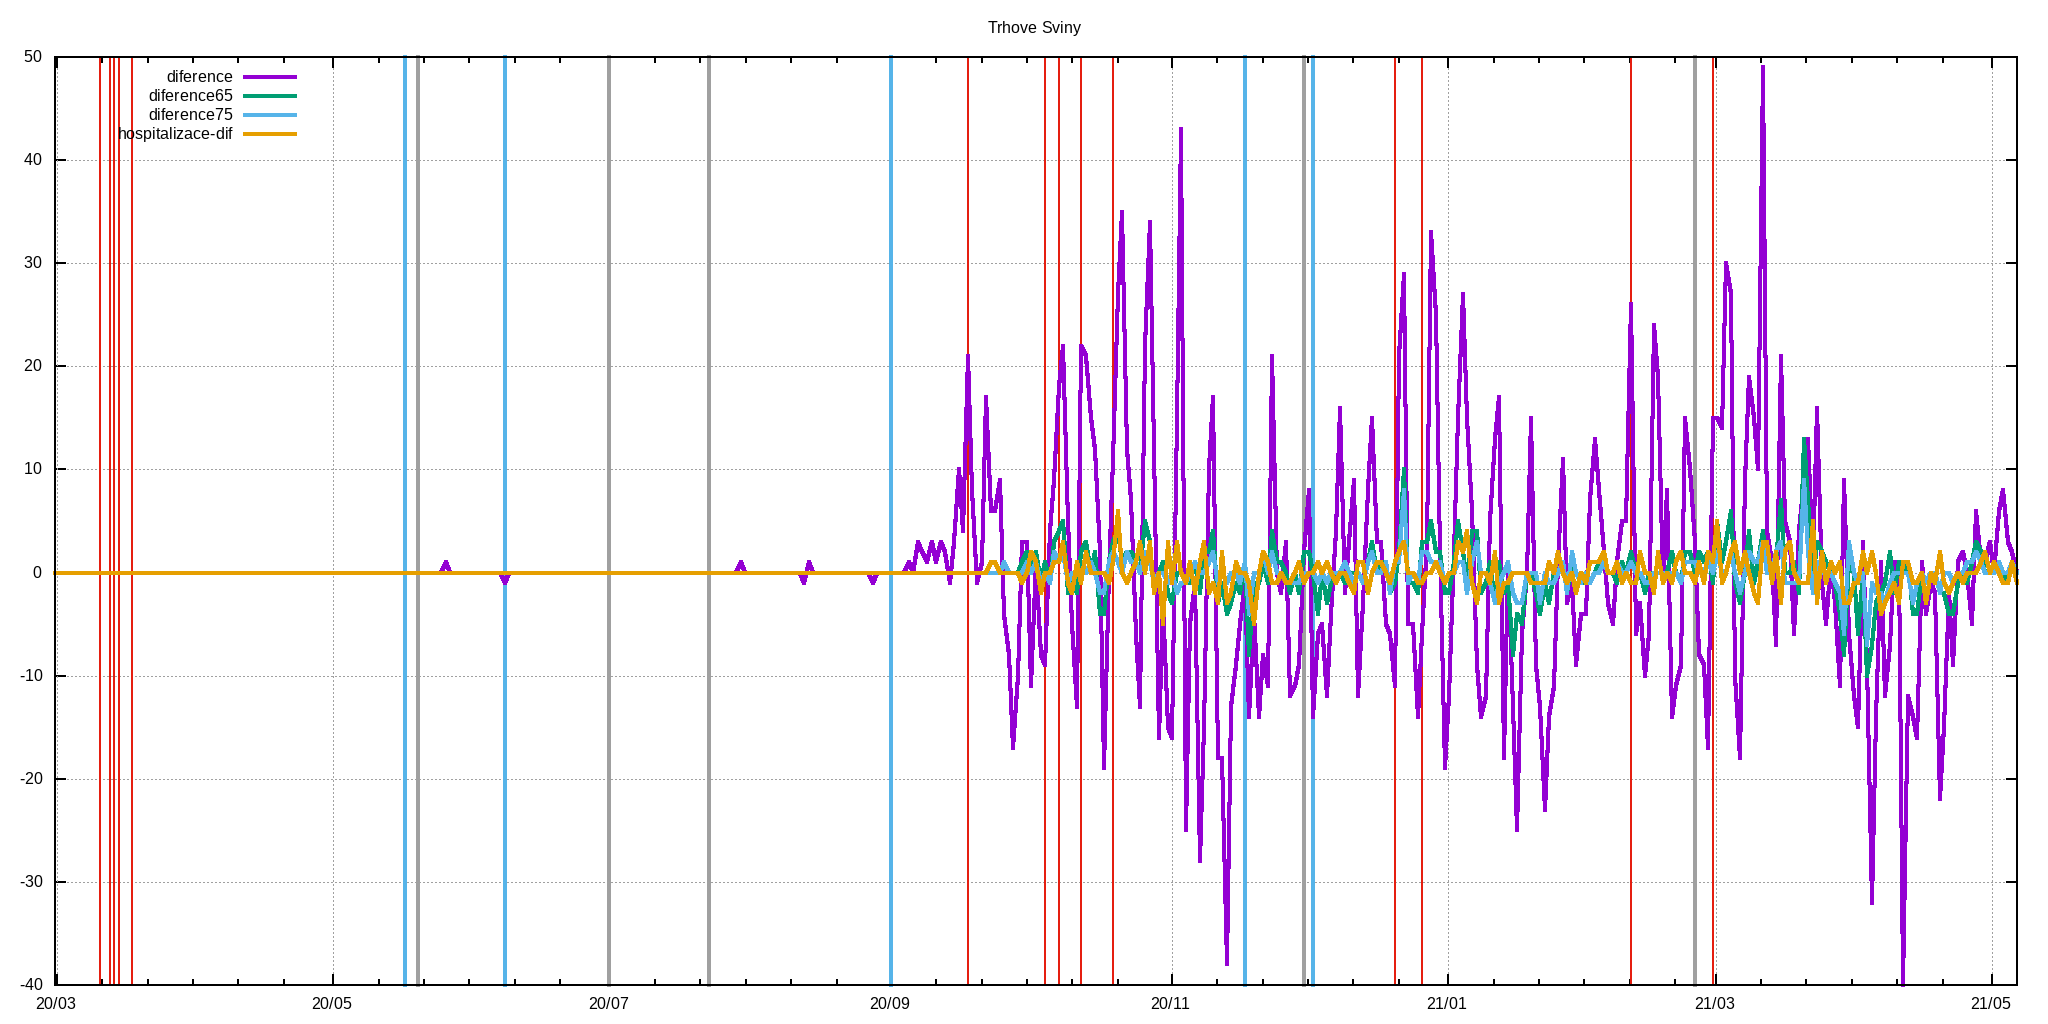 Trhove Sviny
diference
diference65
diference75
hospitalizace-dif
50
40
30
20
10
0
-10
-20
-30
-40
20/03 20/05 20/07 20/09 20/11 21/01 21/03 21/05